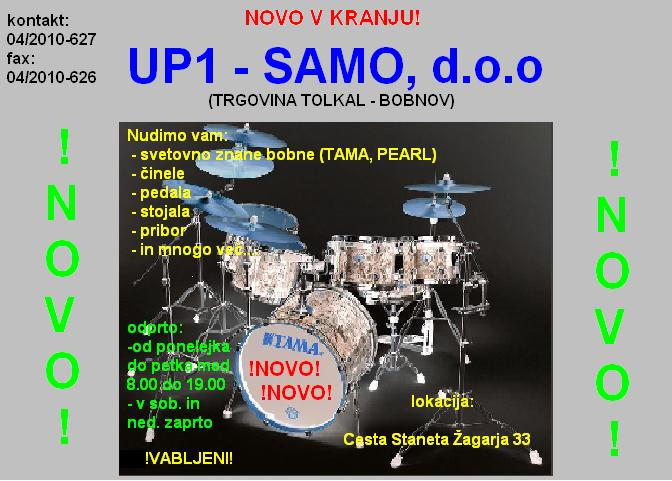 kontakt:
04/2010-627
fax:
04/2010-626
NOVO V KRANJU!
UP1 - SAMO, d.o.o
(TRGOVINA TOLKAL - BOBNOV)
!
N
O
V
O
!
Nudimo vam:
- svetovno znane bobne (TAMA, PEARL)
- činele
- pedala
- stojala
- pribor
- in mnogo več...
odprto:
-od ponelejka
do petka med
8.00 do 19.00
- v sob. in
ned. zaprto
!VABLJENI!
TAMA
!NOVO!
!NOVO!
lokacija:
Cesta Staneta Žagarja 33
!
N
O
V
O
!